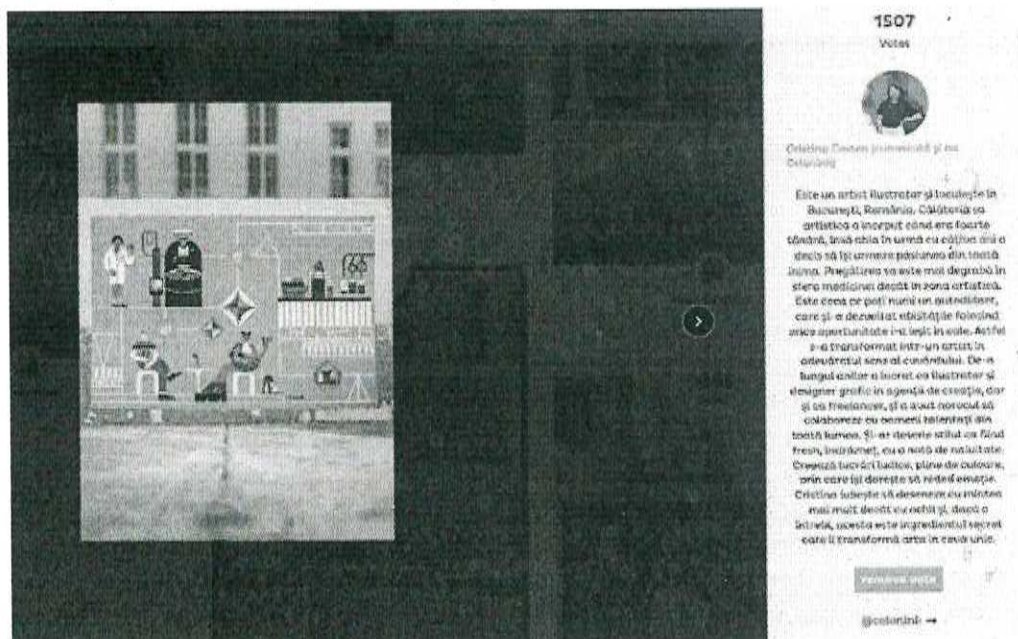 1507
Votes
Cristina Costea
Este un artist ilustrator și locuiește în
București, România. Călătoria sa
artistică a început când era foarte
tânără, însă abia în urmă cu câțiva ani a
decis să își urmeze pasiunea din toată
inima. Pregătirea sa este mai degrabă în
sfera medicinei decât în zona artistică.
Este ceea ce poți numi un autodidact,
care și-a dezvoltat abilitățile folosind
orice oportunitate i-a ieșit în cale. Astfel
s-a transformat într-un artist în
adevăratul sens al cuvântului. De-a
lungul anilor a lucrat ca ilustrator și
designer grafic în agenții de creație, dar
și ca freelancer, și a avut norocul să
colaboreze cu oameni talentați din
toată lumea. Și-ar descrie stilul ca fiind
fresh, îndrăzneț, cu o notă de naivitate.
Creează lucrări ludice, pline de culoare,
prin care își dorește să redea emoție.
Cristina iubește să deseneze cu mintea
mai mult decât cu ochii și, după o
acesta este ingredientul secret
care îi transformă arta în ceva unic.
remove vote